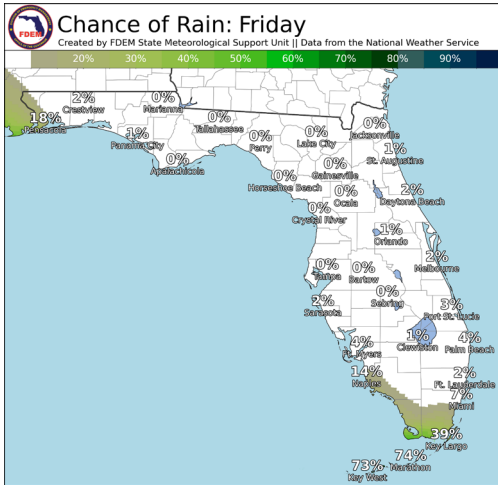 FDEM
Chance of Rain: Friday
Created by FDEM State Meteorological Support Unit || Data from the National Weather Service
20% 30% 40% 50% 60% 70% 80% 90%
2%
Crestview
0%
Marianna
18%
Pensacola
0%
Tallahassee
1%
Panama City
0%
Perry
0%
Lake City
0%
Jacksonville
0%
Apalachicola
1%
St. Augustine
0%
Gainesville
0%
Horseshoe Beach
0%
Ocala
2%
Daytona Beach
0%
Crystal River
1%
Orlando
2%
Melbourne
0%
Tampa
0%
Bartow
0%
Sebring
2%
Sarasota
3%
Fort St. Lucie
4%
Ft. Myers
1%
Clewiston
4%
Palm Beach
14%
Naples
2%
Ft. Lauderdale
7%
Miami
39%
Key Largo
74%
Marathon
73%
Key West